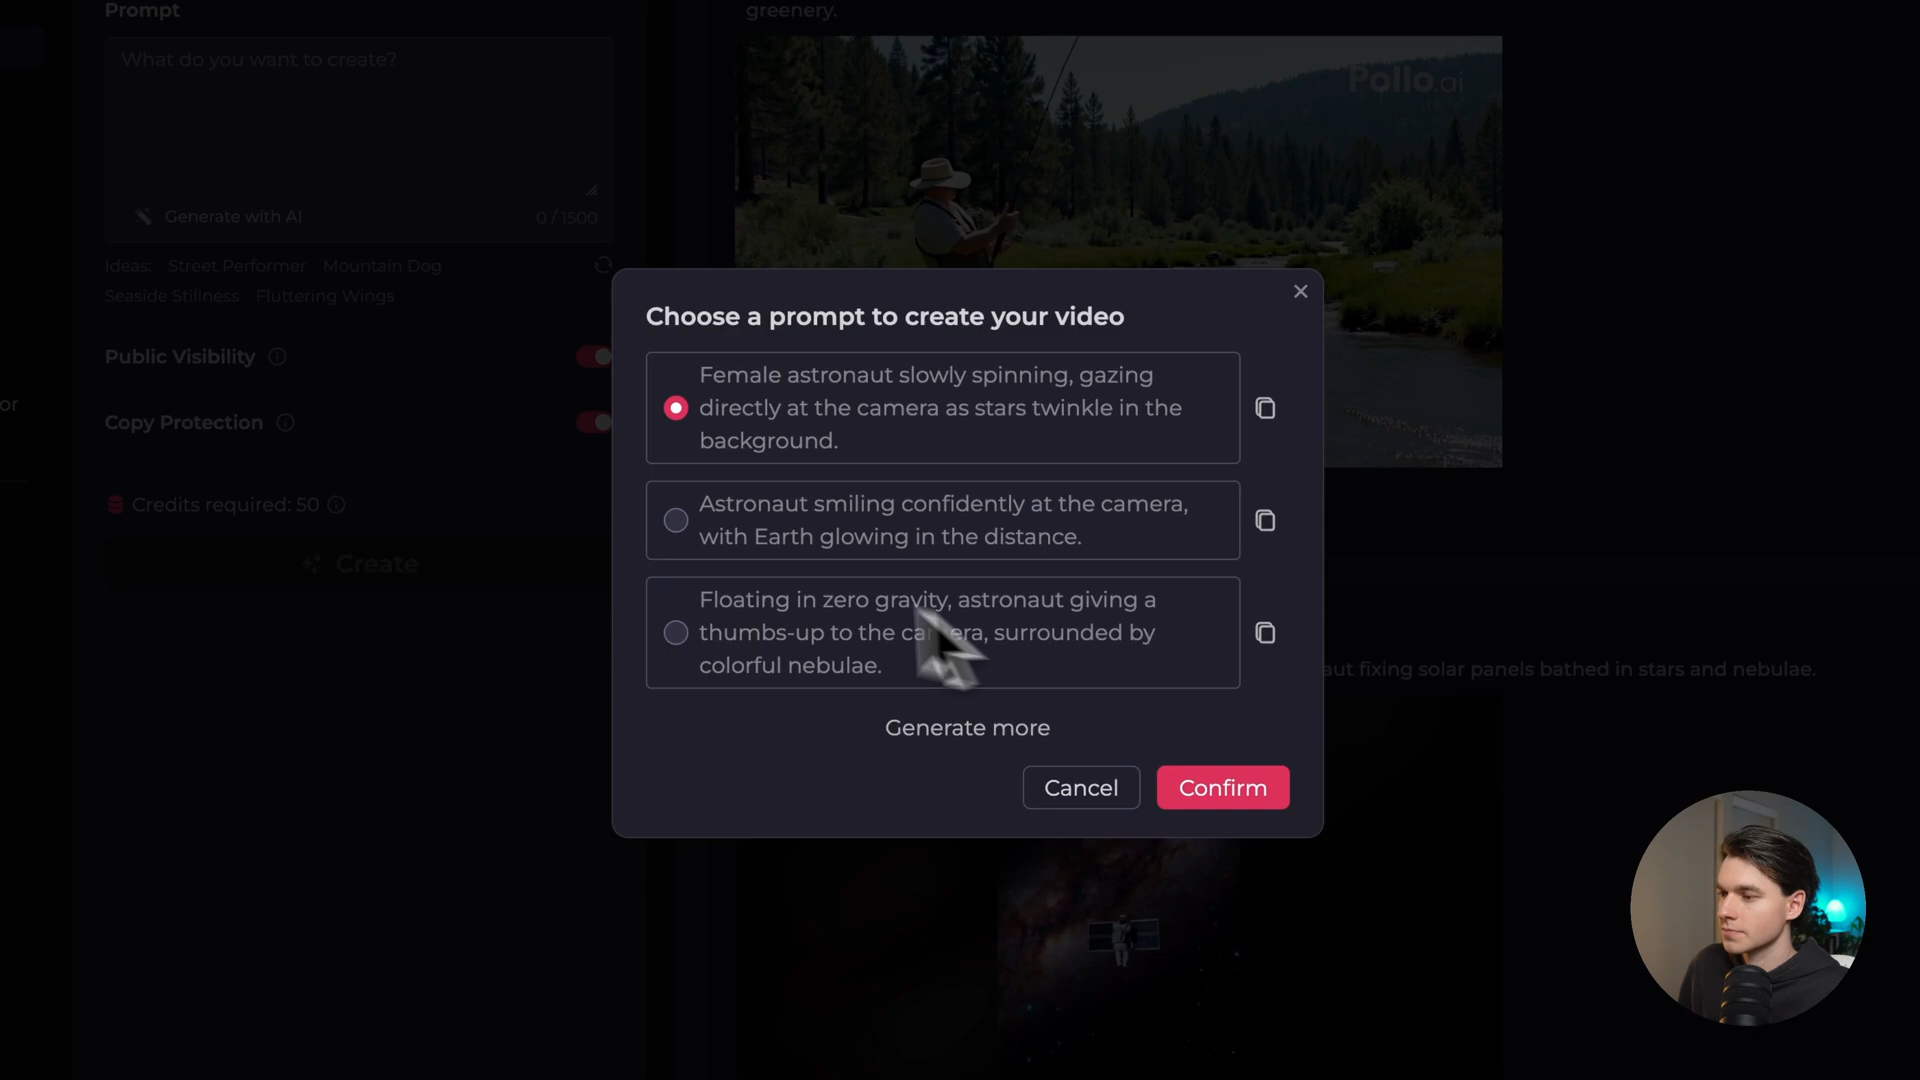 Prompt
greenery.
What do you want to create?
Pollo.ai
Generate with AI
0 / 1500
Ideas: Street Performer Mountain Dog
Seaside Stillness Fluttering Wings
Choose a prompt to create your video
Public Visibility
Female astronaut slowly spinning, gazing
directly at the camera as stars twinkle in the
background.
or
Copy Protection
Credits required: 50
Astronaut smiling confidently at the camera,
with Earth glowing in the distance.
Create
Floating in zero gravity, astronaut giving a
thumbs-up to the camera, surrounded by
colorful nebulae.
aut fixing solar panels bathed in stars and nebulae.
Generate more
Cancel
Confirm